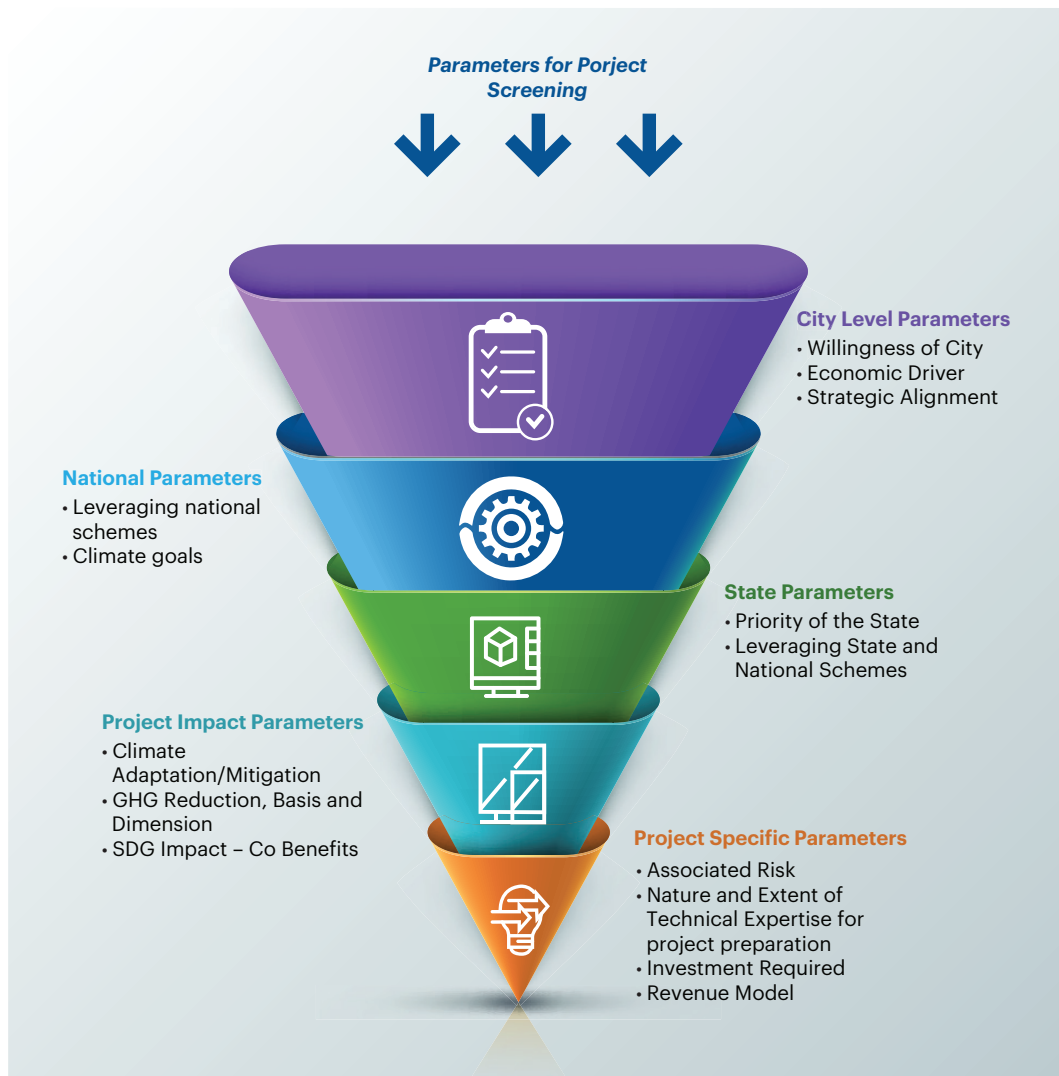 Parameters for Porject
Screening
City Level Parameters
• Willingness of City
• Economic Driver
• Strategic Alignment
National Parameters
• Leveraging national
schemes
• Climate goals
State Parameters
• Priority of the State
• Leveraging State and
National Schemes
Project Impact Parameters
• Climate
Adaptation/Mitigation
• GHG Reduction, Basis and
Dimension
• SDG Impact – Co Benefits
Project Specific Parameters
• Associated Risk
• Nature and Extent of
Technical Expertise for
project preparation
• Investment Required
• Revenue Model